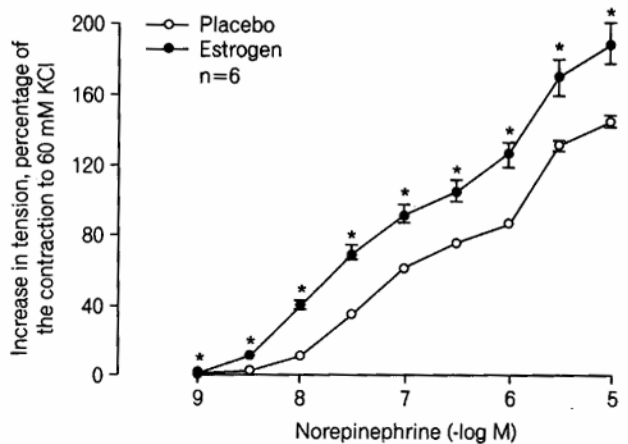 Increase in tension, percentage of
the contraction to 60 mM KCl
200
160
120
80
40
0
Placebo
Estrogen
n=6
* * * * * * * * *
9 8 7 6 5
Norepinephrine (-log M)